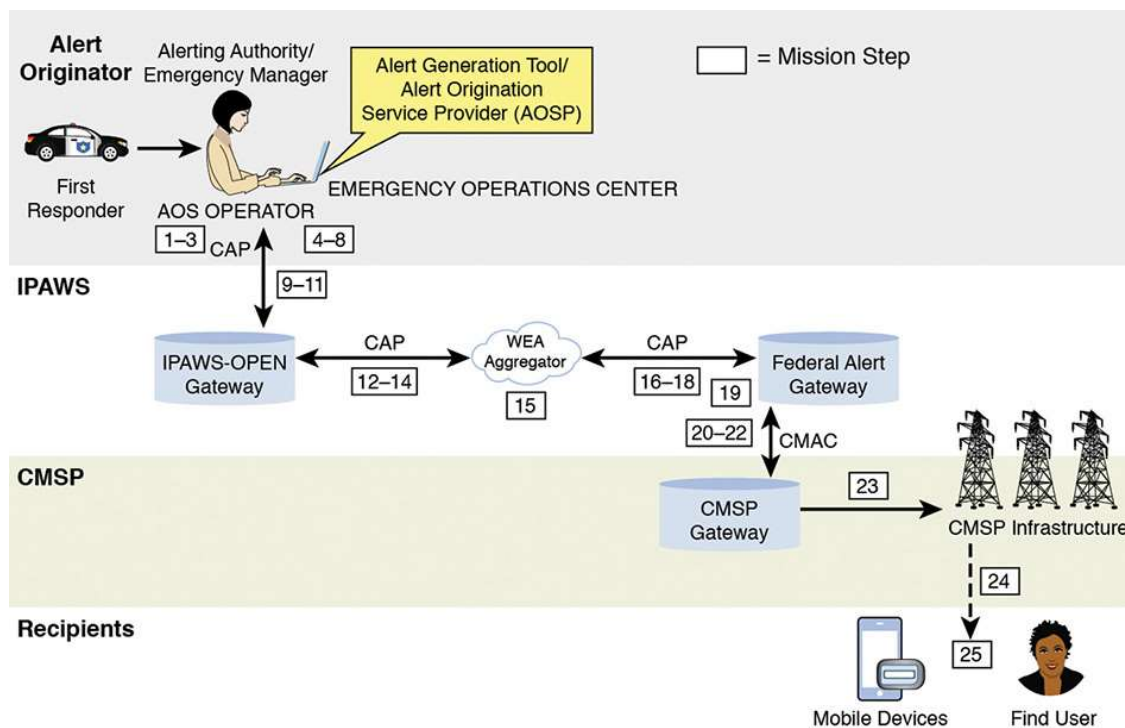 Alert
Originator
Alerting Authority/
Emergency Manager
Alert Generation Tool/
Alert Origination
Service Provider (AOSP)
= Mission Step
First
Responder
EMERGENCY OPERATIONS CENTER
AOS OPERATOR
1–3
CAP
4–8
9–11
IPAWS
IPAWS-OPEN
Gateway
CAP
12–14
WEA
Aggregator
15
CAP
16–18
19
Federal Alert
Gateway
20–22
CMAC
CMSP
CMSP
Gateway
23
CMSP Infrastructure
24
Recipients
25
Mobile Devices
Find User